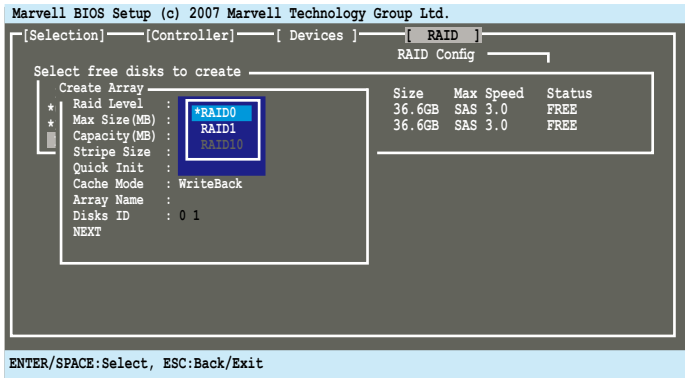 Marvell BIOS Setup (c) 2007 Marvell Technology Group Ltd.
[Selection] [Controller] [ Devices ] [ RAID ]
RAID Config
Select free disks to create
Create Array
Size Max Speed Status
* Raid Level : *RAID0 36.6GB SAS 3.0 FREE
* Max Size(MB) : RAID1 36.6GB SAS 3.0 FREE
Capacity(MB) : RAID10
Stripe Size :
Quick Init :
Cache Mode : WriteBack
Array Name :
Disks ID : 0 1
NEXT
ENTER/SPACE:Select, ESC:Back/Exit